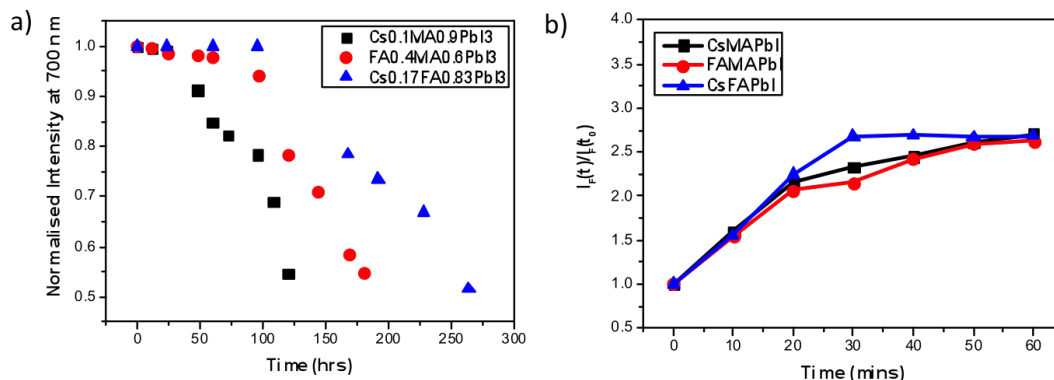 a)
Normalised Intensity at 700nm
1.0
0.9
0.8
0.7
0.6
0.5
Cs0.1MA0.9PbI3
FA0.4MA0.6PbI3
Cs0.17FA0.83PbI3
0 50 100 150 200 250 300
Time (hrs)
b)
I_F(t)/I_F(t_0)
4.0
3.5
3.0
2.5
2.0
1.5
1.0
0.5
CsMAPbI
FAMAPbI
CsFAPbI
0 10 20 30 40 50 60
Time (mins)